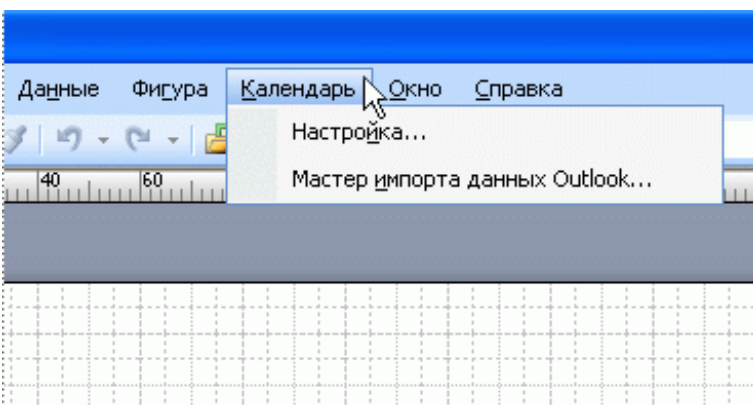 Данные Фигура Календарь Окно Справка
Настройка...
Мастер импорта данных Outlook...
40 60